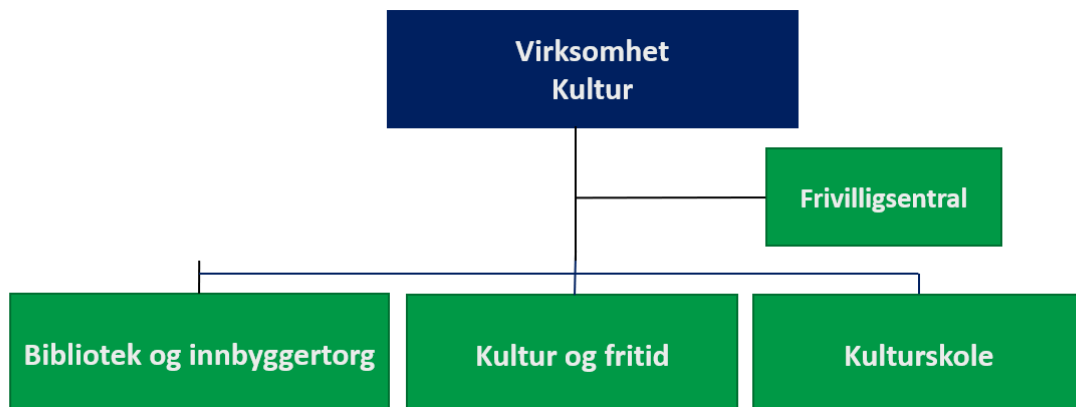 Virksomhet
Kultur
Frivilligsentral
Bibliotek og innbyggertorg
Kultur og fritid
Kulturskole